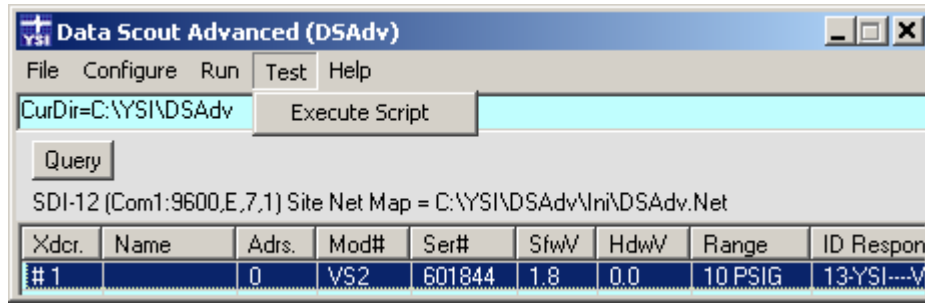 YSI Data Scout Advanced (DSAdv)
File Configure Run Test Help
CurDir=C:\YSI\DSAdv
Execute Script
Query
SDI-12 (Com1:9600,E,7,1) Site Net Map = C:\YSI\DSAdv\Ini\DSAdv.Net
Xdcr. Name Adrs. Mod# Ser# SfwV HdwV Range ID Respon
# 1 0 VS2 601844 1.8 0.0 10 PSIG 13-YSI----V